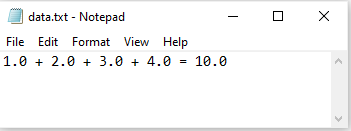 data.txt - Notepad
File Edit Format View Help
1.0 + 2.0 + 3.0 + 4.0 = 10.0